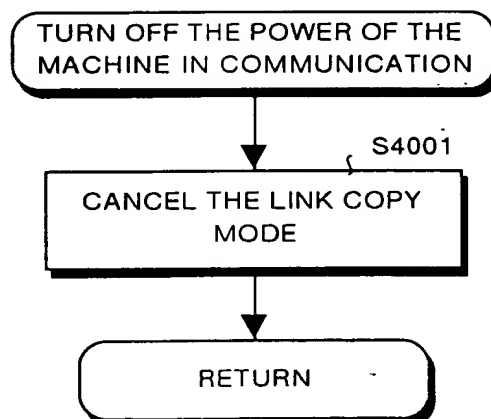 TURN OFF THE POWER OF THE
MACHINE IN COMMUNICATION
S4001
CANCEL THE LINK COPY
MODE
RETURN